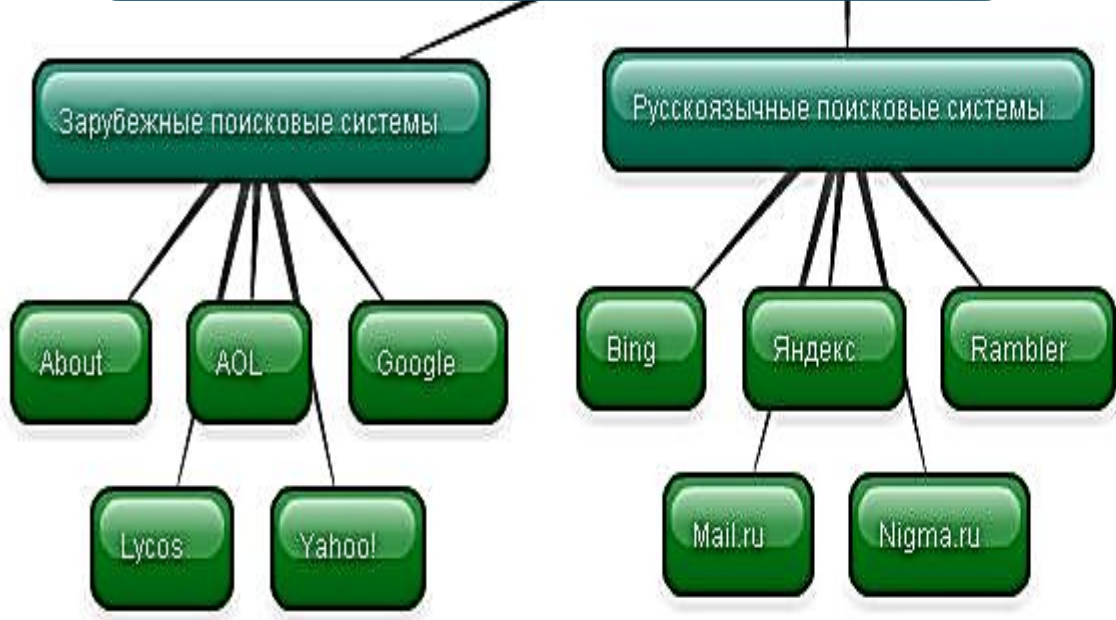 Зарубежные поисковые системы
Русскоязычные поисковые системы
About
AOL
Google
Bing
Яндекс
Rambler
Lycos
Yahoo!
Mail.ru
Nigma.ru